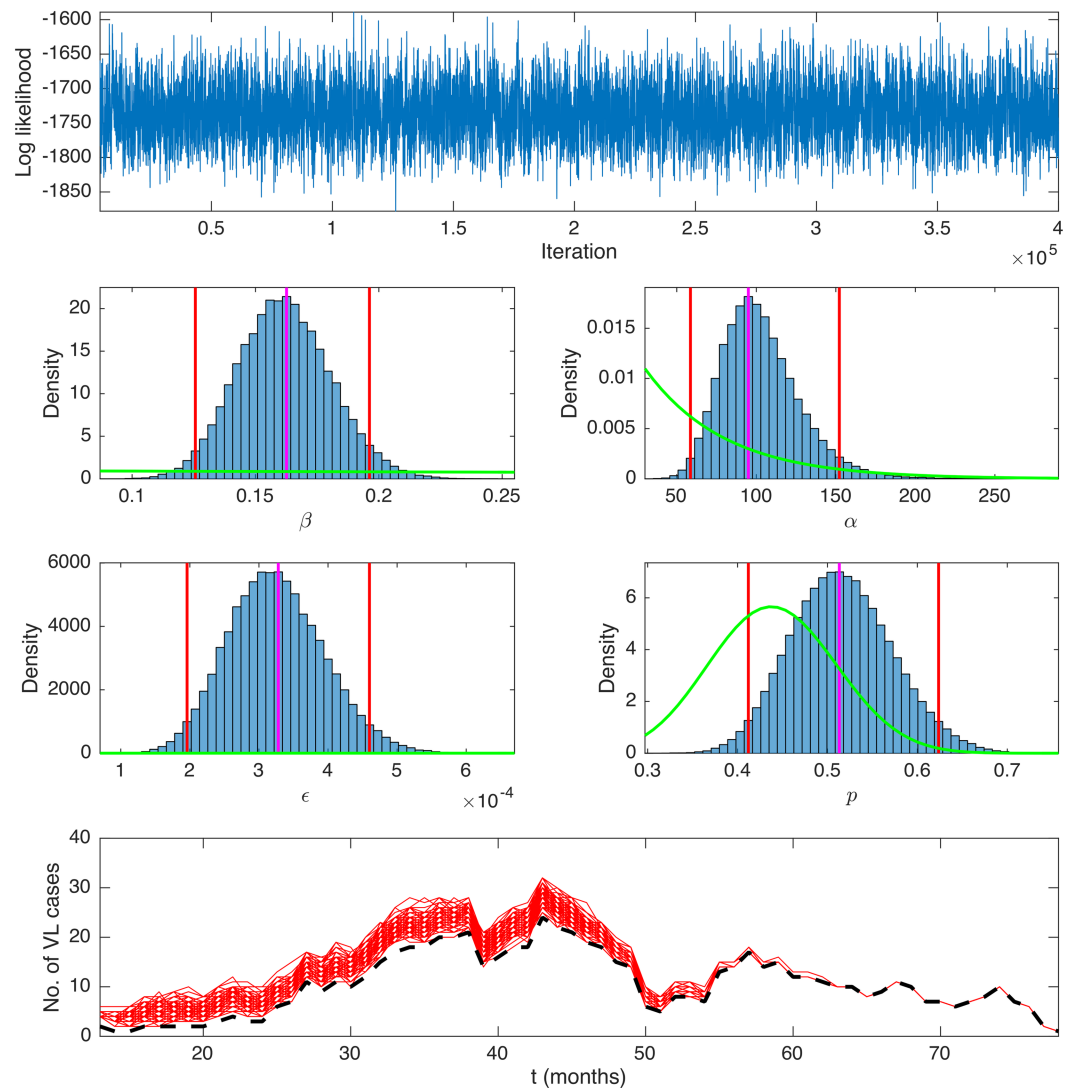 -1600
-1650
-1700
-1750
-1800
-1850
Log likelihood
0.5 1 1.5 2 2.5 3 3.5 4
Iteration
×10^5
20
15
10
5
0
Density
0.1 0.15 0.2 0.25
β
0.015
0.01
0.005
0
Density
50 100 150 200 250
α
6000
4000
2000
0
Density
1 2 3 4 5 6
ϵ
×10^-4
6
4
2
0
Density
0.3 0.4 0.5 0.6 0.7
p
40
30
20
10
0
No. of VL cases
20 30 40 50 60 70
t (months)